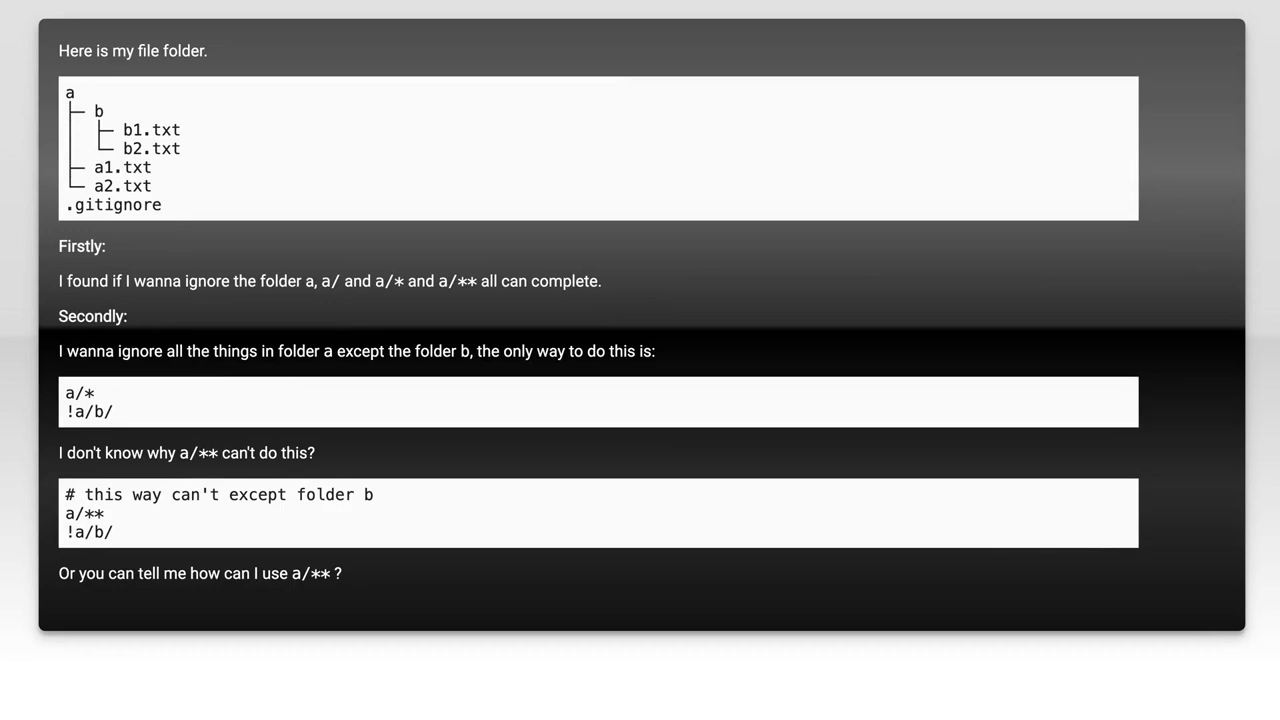 Here is my file folder.
a
├─ b
│  ├─ b1.txt
│  └─ b2.txt
├─ a1.txt
└─ a2.txt
.gitignore
Firstly:
I found if I wanna ignore the folder a, a/ and a/* and a/** all can complete.
Secondly:
I wanna ignore all the things in folder a except the folder b, the only way to do this is:
a/*
!a/b/
I don't know why a/** can't do this?
# this way can't except folder b
a/**
!a/b/
Or you can tell me how can I use a/** ?